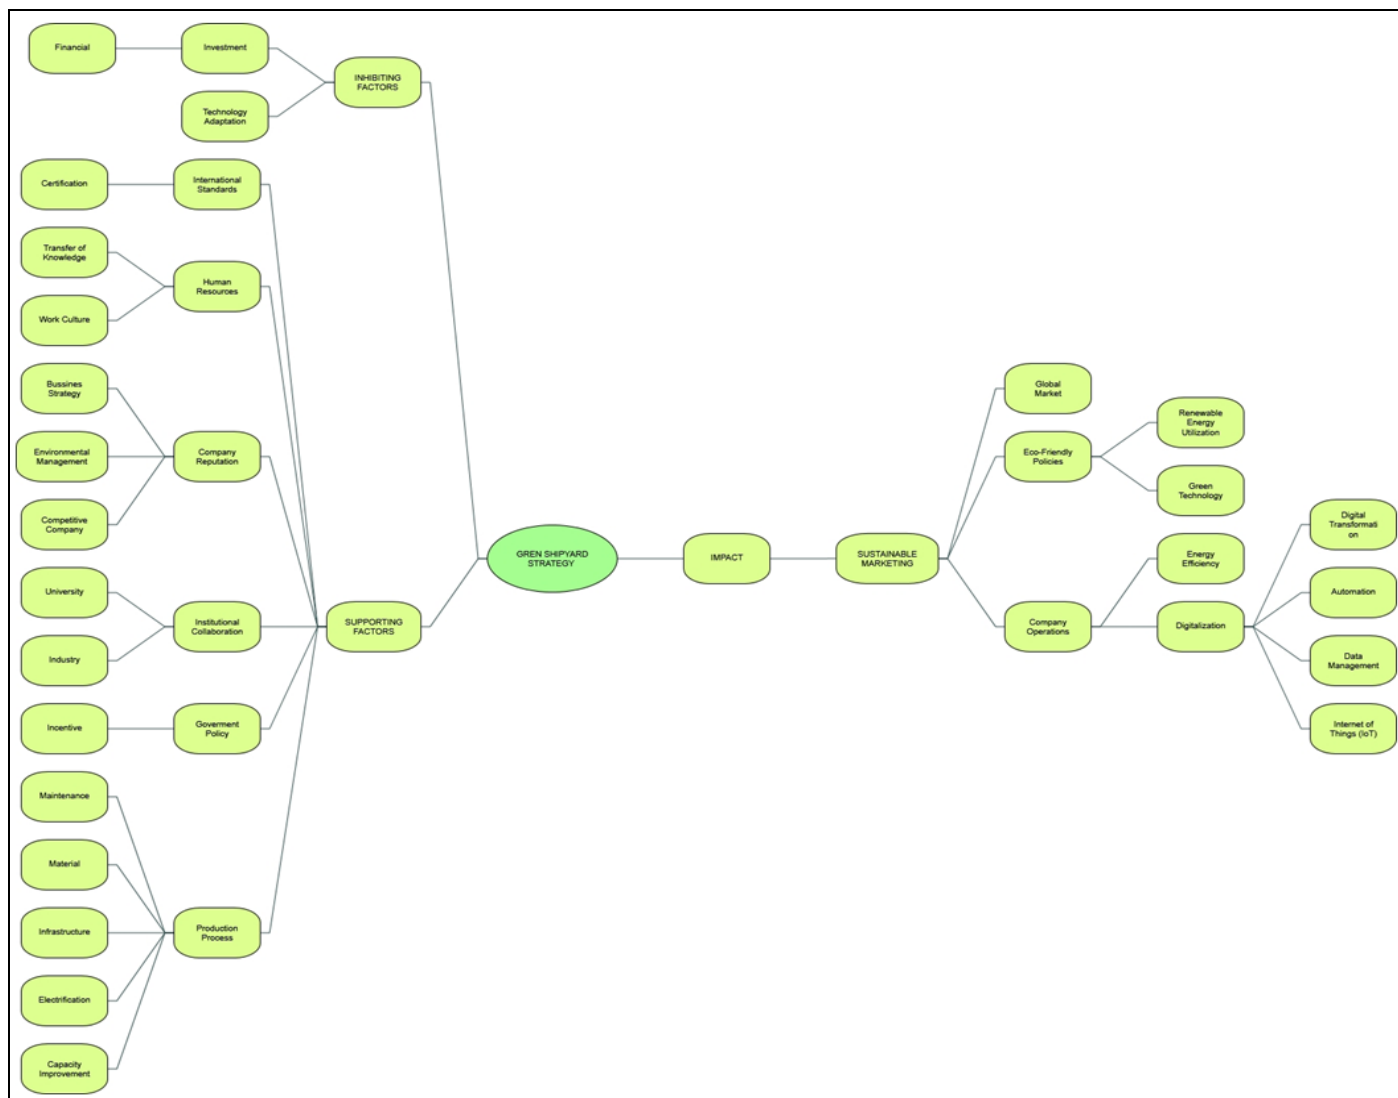 Financial
Investment
INHIBITING
FACTORS
Technology
Adaptation
Certification
International
Standards
Transfer of
Knowledge
Human
Resources
Work Culture
Bussines
Strategy
Environmental
Management
Company
Reputation
Competitive
Company
University
Institutional
Collaboration
Industry
SUPPORTING
FACTORS
Incentive
Goverment
Policy
Maintenance
Material
Infrastructure
Production
Process
Electrification
Capacity
Improvement
GREN SHIPYARD
STRATEGY
IMPACT
SUSTAINABLE
MARKETING
Global
Market
Eco-Friendly
Policies
Renewable
Energy
Utilization
Green
Technology
Company
Operations
Energy
Efficiency
Digitalization
Digital
Transformati
on
Automation
Data
Management
Internet of
Things (IoT)